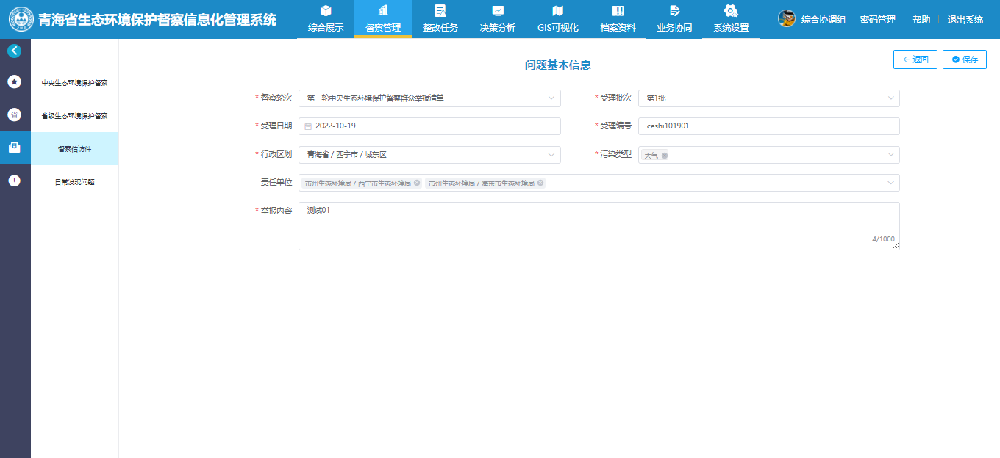 青海省生态环境保护督察信息化管理系统
综合展示 督察管理 整改任务 决策分析 GIS可视化 档案资料 业务协同 系统设置
综合协调组 密码管理 帮助 退出系统
中央生态环境保护督察
省
省级生态环境保护督察
督察信访件
日常发现问题
问题基本信息
返回 保存
* 督察轮次 第一轮中央生态环境保护督察群众举报清单 * 受理批次 第1批
* 受理日期 2022-10-19 * 受理编号 ceshi101901
* 行政区划 青海省 / 西宁市 / 城东区 * 污染类型 大气
责任单位 市州生态环境局 / 西宁市生态环境局 市州生态环境局 / 海东市生态环境局
* 举报内容 测试01
4/1000